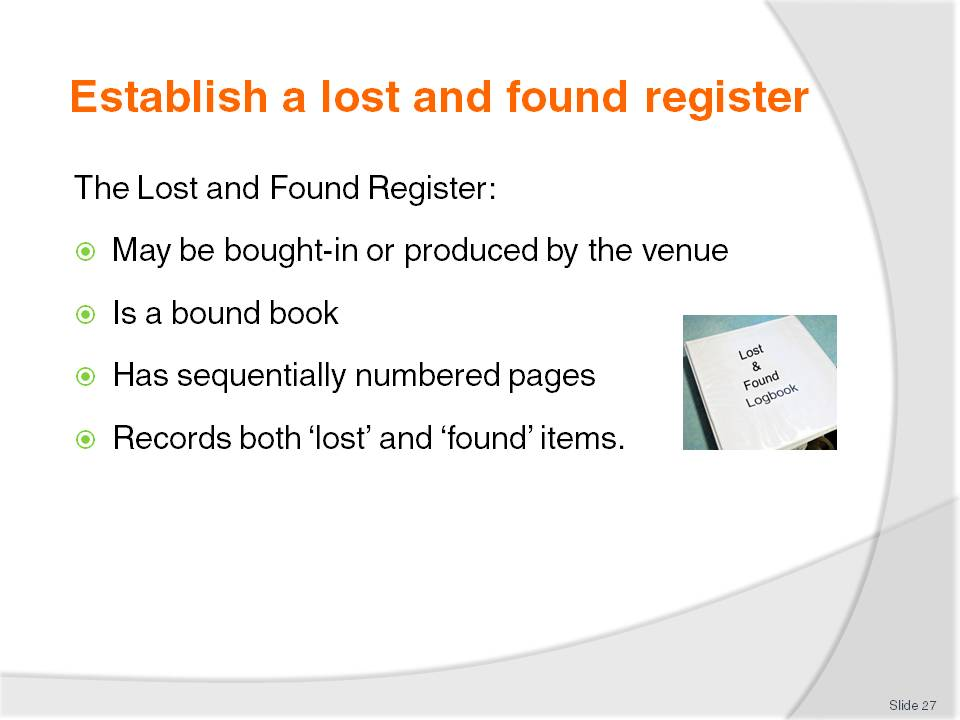 Establish a lost and found register
The Lost and Found Register:
May be bought-in or produced by the venue
Is a bound book
Has sequentially numbered pages
Records both ‘lost’ and ‘found’ items.
Lost
&
Found
Logbook
Slide 27